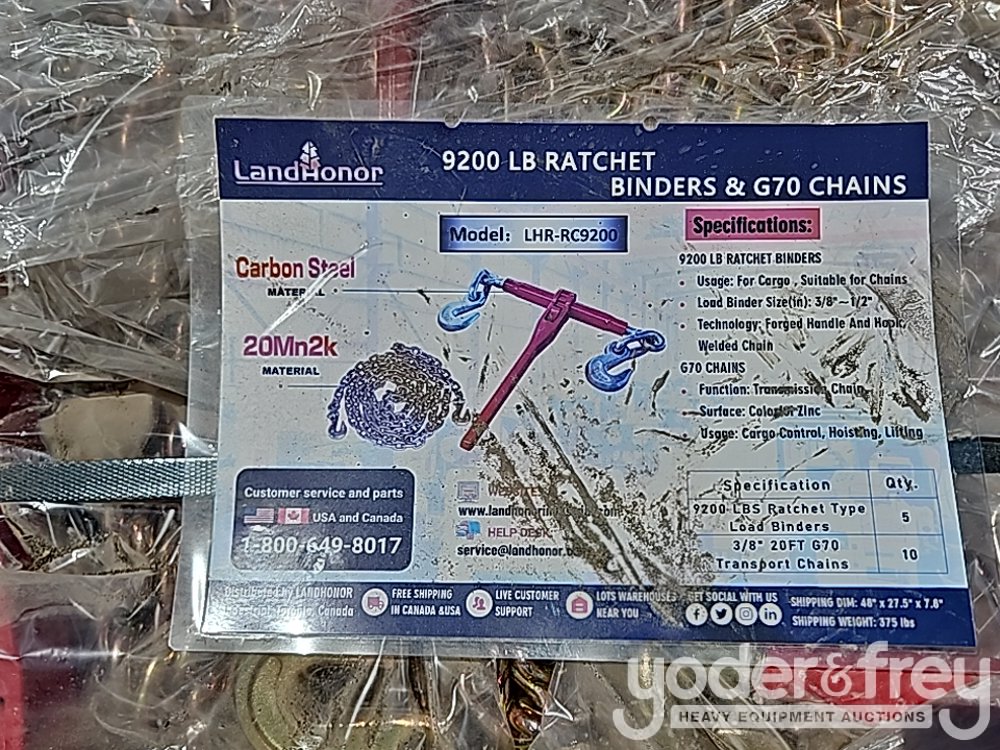 LandHonor
9200 LB RATCHET
BINDERS & G70 CHAINS
Model: LHR-RC9200
Specifications:
Carbon Steel
MATERIAL
20Mn2k
MATERIAL
9200 LB RATCHET BINDERS
• Usage: For Cargo , Suitable for Chains
• Load Binder Size(in): 3/8"~1/2"
• Technology: Forged Handle And Hook,
Welded Chain
G70 CHAINS
• Function: Transmission Chain
• Surface: Colorful Zinc
• Usage: Cargo Control, Hoisting, Lifting
Specification Qty.
9200 LBS Ratchet Type
Load Binders 5
3/8" 20FT G70
Transport Chains 10
Customer service and parts
USA and Canada
1-800-649-8017
WEBSITE
HELP DESK
Distributed by LANDHONOR
Toronto, Canada
FREE SHIPPING
IN CANADA &USA
LIVE CUSTOMER
SUPPORT
LOTS WAREHOUSES
NEAR YOU
GET SOCIAL WITH US
SHIPPING DIM: 48" x 27.5" x 7.8"
SHIPPING WEIGHT: 375 lbs
yoder&frey
HEAVY EQUIPMENT AUCTIONS